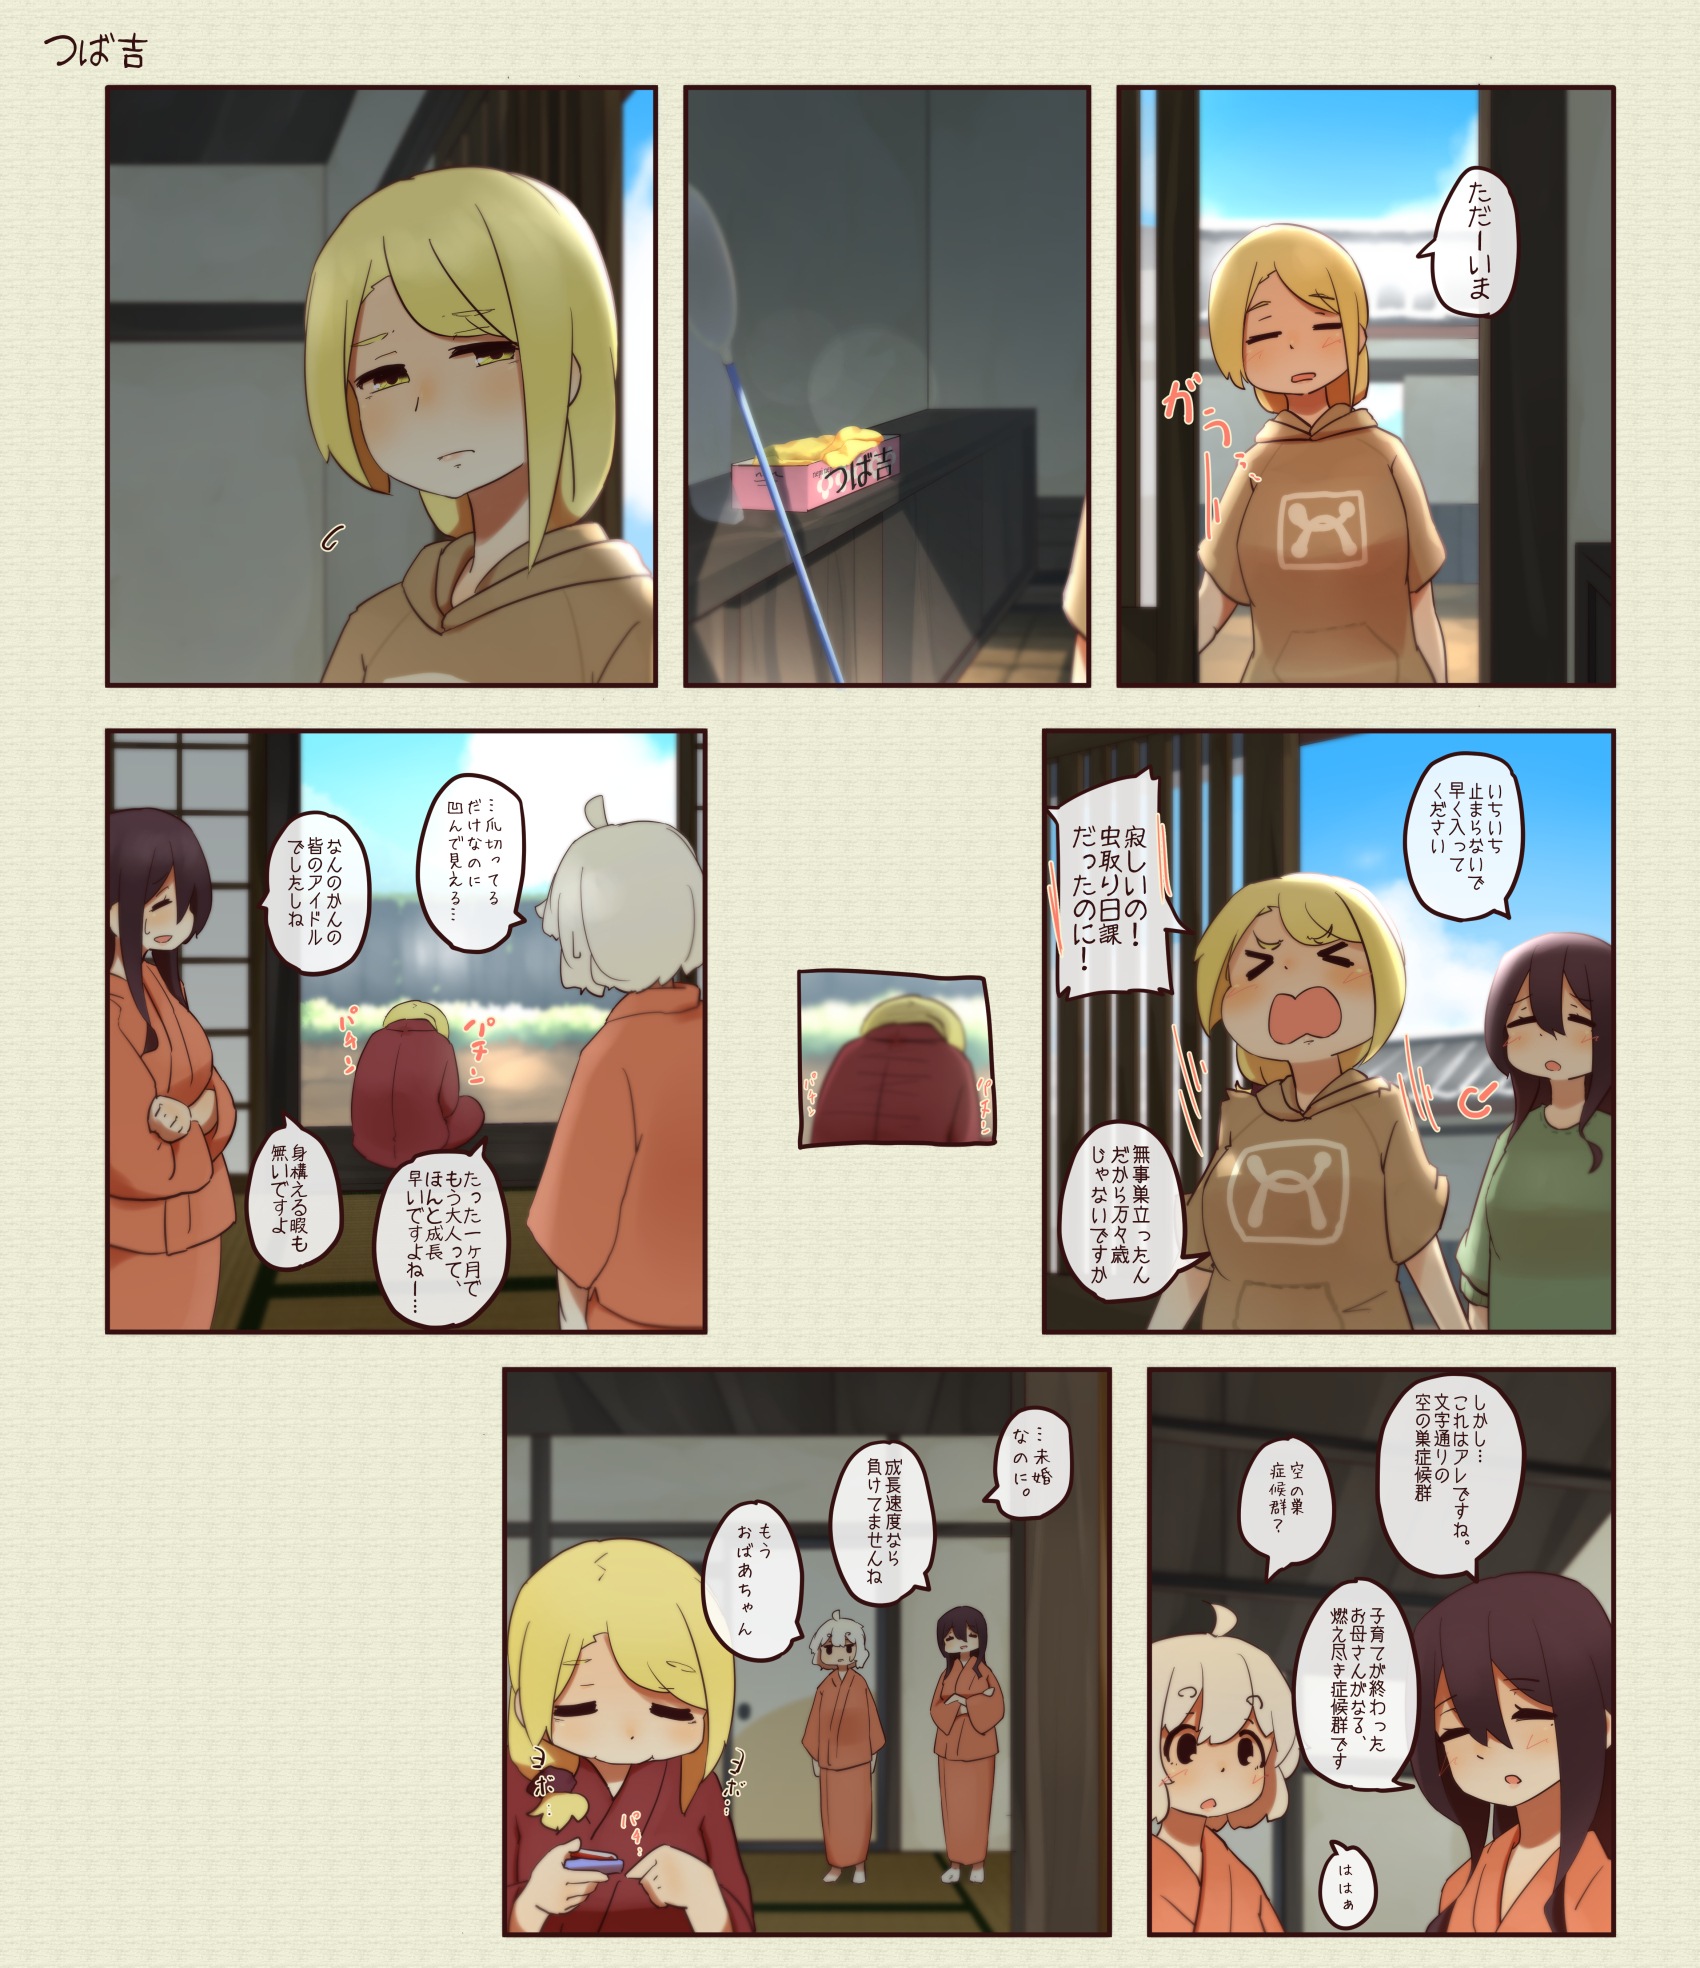 つば吉
ただーいま
ガラ
つば吉
いちいち
止まらないで
早く入って
ください
寂しいの!
虫取り日課
だったのに!
無事巣立ったん
だから万々歳
じゃないですか
パチン
パチン
…爪切ってる
だけなのに
凹んで見える…
なんのかんの
皆のアイドル
でしたしね
パチン
パチン
たった一ヶ月で
もう大人って、
ほんと成長
早いですよねー…
身構える暇も
無いですよ
しかし…
これはアレですね。
文字通りの
空の巣症候群
空の巣
症候群?
子育てが終わった
お母さんがなる、
燃え尽き症候群です
ははぁ
…未婚
なのに。
成長速度なら
負けてませんね
もう
おばあちゃん
ヨボ…
ヨボ…
パチ…